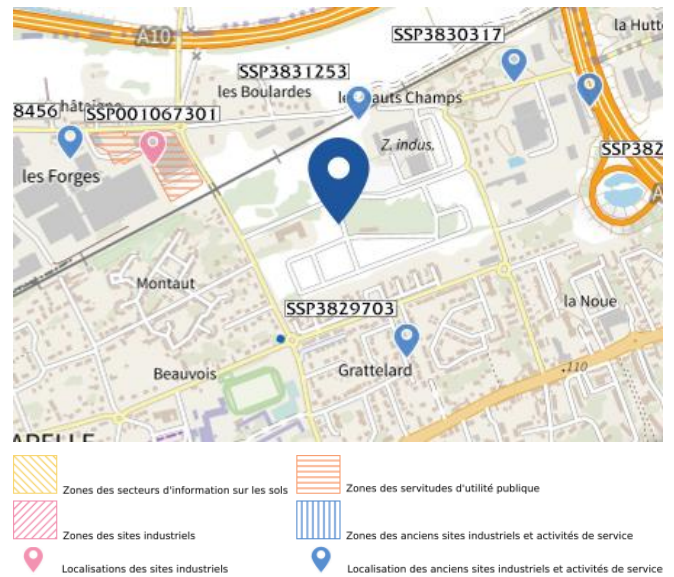 A10
la Hutt
SSP3830317
SSP3831253
les Boulardes
Hauts Champs
8456
SSP001067301
Z. indus.
SSP382
les Forges
Montaut
SSP3829703
la Noue
Beauvois
Grattelard
110
Zones des secteurs d'information sur les sols
Zones des servitudes d'utilité publique
Zones des sites industriels
Zones des anciens sites industriels et activités de service
Localisations des sites industriels
Localisation des anciens sites industriels et activités de service